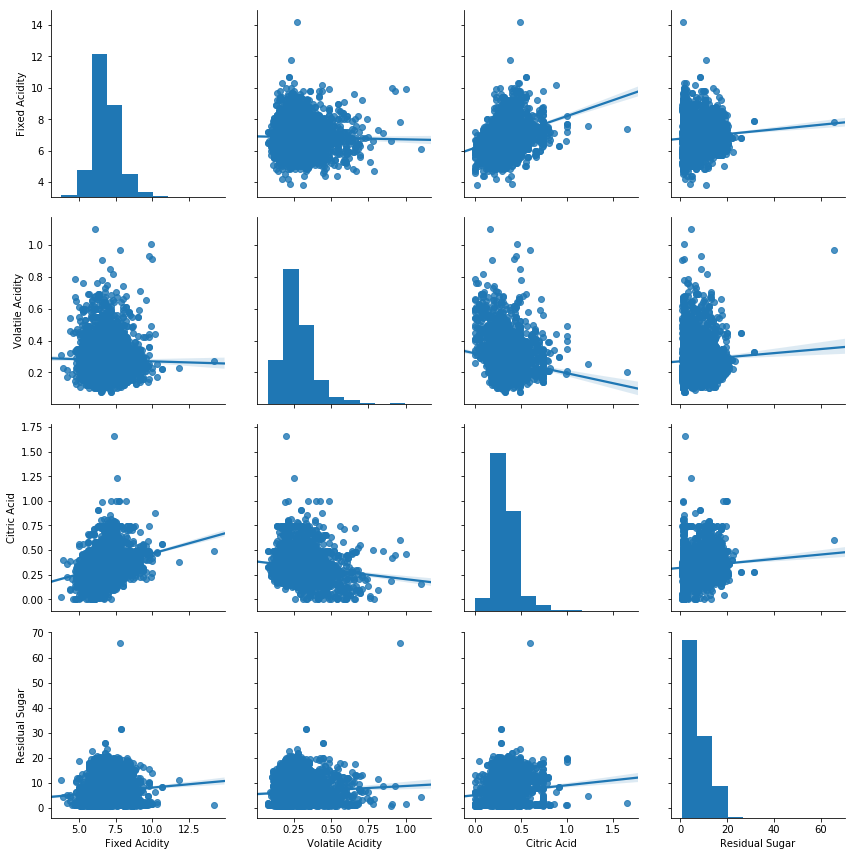 14
12
10
8
6
4
Fixed Acidity
1.0
0.8
0.6
0.4
0.2
Volatile Acidity
1.75
1.50
1.25
1.00
0.75
0.50
0.25
0.00
Citric Acid
70
60
50
40
30
20
10
0
Residual Sugar
5.0 7.5 10.0 12.5
Fixed Acidity
0.25 0.50 0.75 1.00
Volatile Acidity
0.0 0.5 1.0 1.5
Citric Acid
0 20 40 60
Residual Sugar